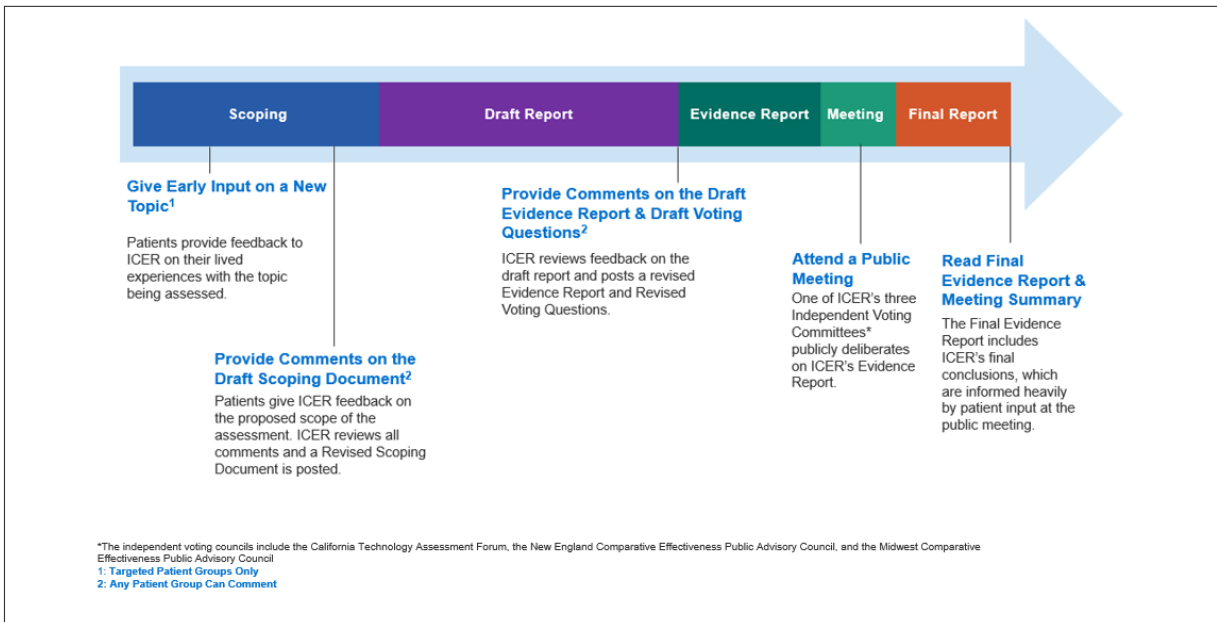 Scoping
Draft Report
Evidence Report
Meeting
Final Report
Give Early Input on a New
Topic¹
Patients provide feedback to
ICER on their lived
experiences with the topic
being assessed.
Provide Comments on the
Draft Scoping Document²
Patients give ICER feedback on
the proposed scope of the
assessment. ICER reviews all
comments and a Revised Scoping
Document is posted.
Provide Comments on the Draft
Evidence Report & Draft Voting
Questions²
ICER reviews feedback on the
draft report and posts a revised
Evidence Report and Revised
Voting Questions.
Attend a Public
Meeting
One of ICER's three
Independent Voting
Committees*
publicly deliberates
on ICER's Evidence
Report.
Read Final
Evidence Report &
Meeting Summary
The Final Evidence
Report includes
ICER's final
conclusions, which
are informed heavily
by patient input at the
public meeting.
*The independent voting councils include the California Technology Assessment Forum, the New England Comparative Effectiveness Public Advisory Council, and the Midwest Comparative
Effectiveness Public Advisory Council
1: Targeted Patient Groups Only
2: Any Patient Group Can Comment